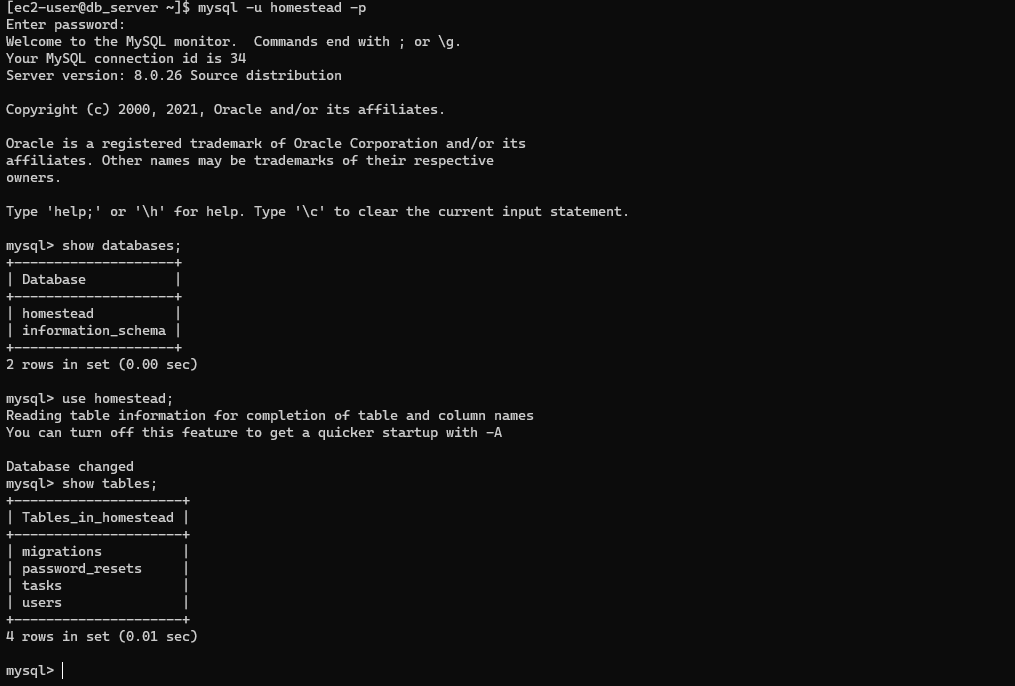 [ec2-user@db_server ~]$ mysql -u homestead -p
Enter password:
Welcome to the MySQL monitor.  Commands end with ; or \g.
Your MySQL connection id is 34
Server version: 8.0.26 Source distribution

Copyright (c) 2000, 2021, Oracle and/or its affiliates.

Oracle is a registered trademark of Oracle Corporation and/or its
affiliates. Other names may be trademarks of their respective
owners.

Type 'help;' or '\h' for help. Type '\c' to clear the current input statement.

mysql> show databases;
+--------------------+
| Database           |
+--------------------+
| homestead          |
| information_schema |
+--------------------+
2 rows in set (0.00 sec)

mysql> use homestead;
Reading table information for completion of table and column names
You can turn off this feature to get a quicker startup with -A

Database changed
mysql> show tables;
+---------------------+
| Tables_in_homestead |
+---------------------+
| migrations          |
| password_resets     |
| tasks               |
| users               |
+---------------------+
4 rows in set (0.01 sec)

mysql>